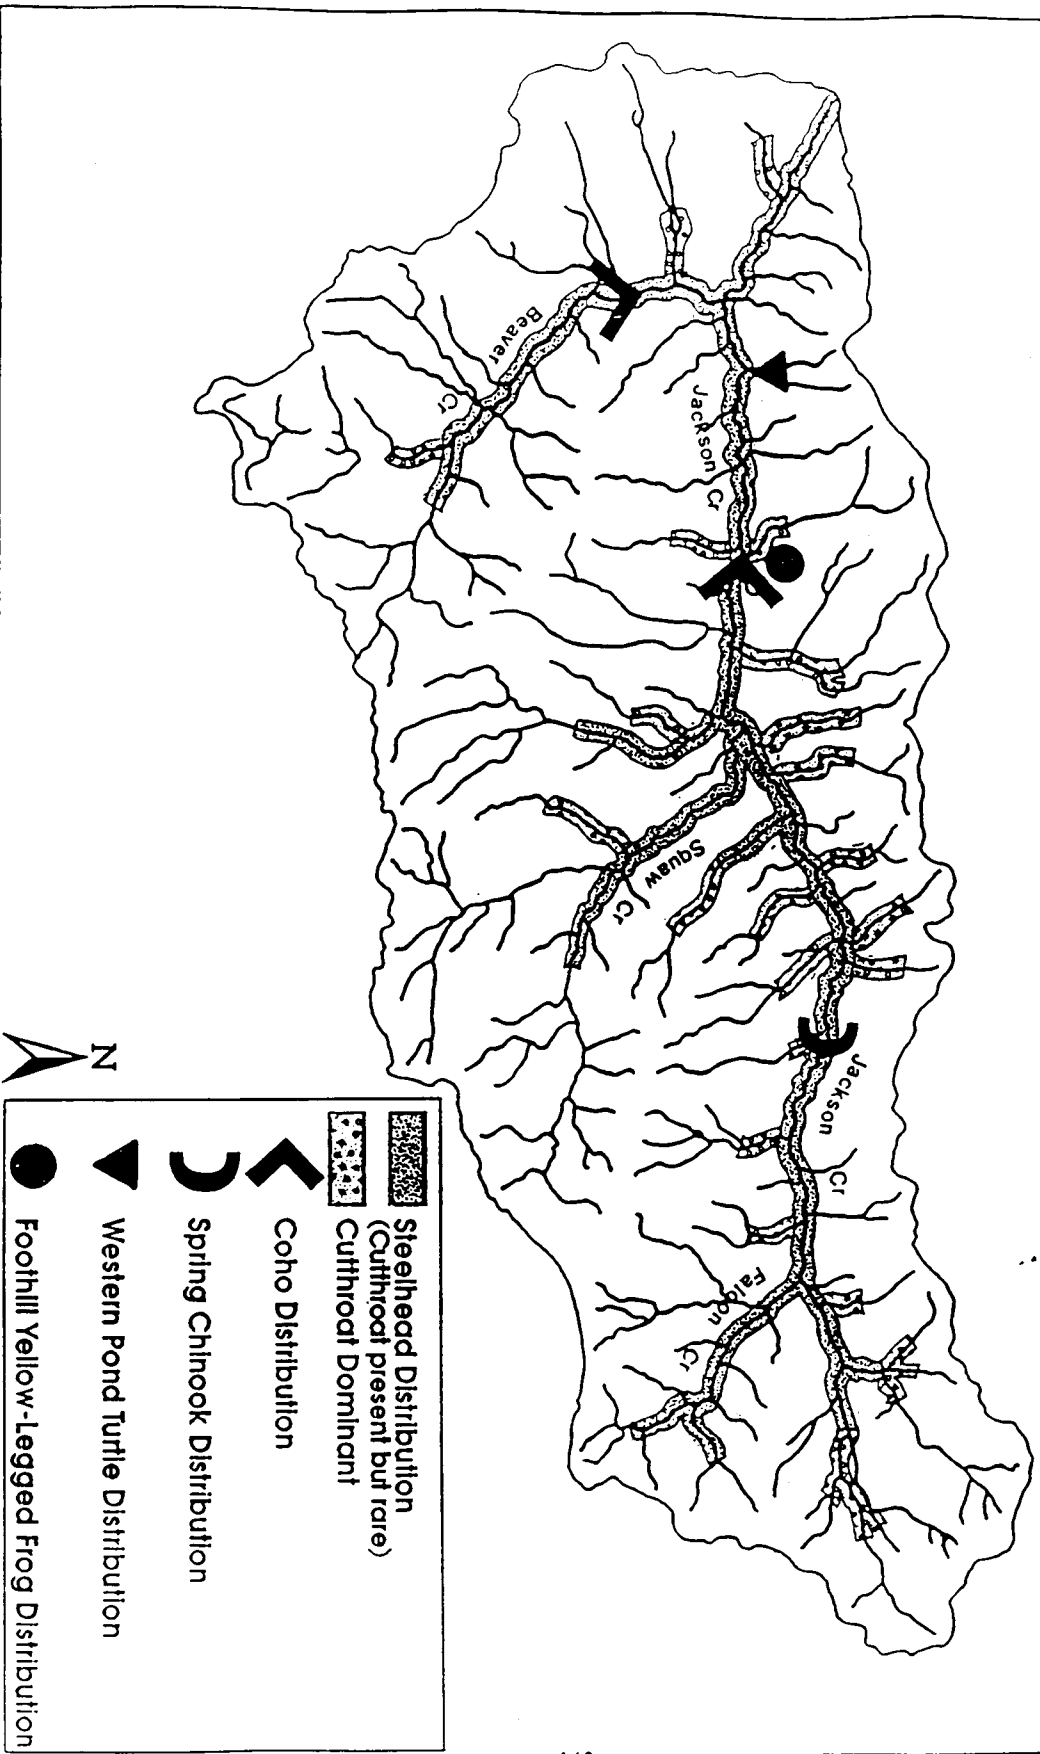 Beaver
Cr
Jackson Cr
Squaw Cr
Jackson Cr
Falcon
Cr
N
Steelhead Distribution
(Cutthroat present but rare)
Cutthroat Dominant
Coho Distribution
Spring Chinook Distribution
Western Pond Turtle Distribution
Foothill Yellow-Legged Frog Distribution